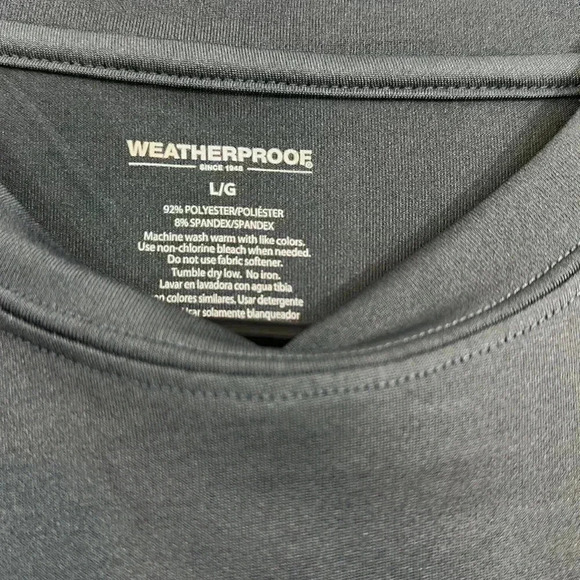 WEATHERPROOF®
SINCE 1948
L/G
92% POLYESTER/POLIÉSTER
8% SPANDEX/SPANDEX
Machine wash warm with like colors.
Use non-chlorine bleach when needed.
Do not use fabric softener.
Tumble dry low. No iron.
Lavar en lavadora con agua tibia
colores similares. Usar detergente
solamente blanqueador